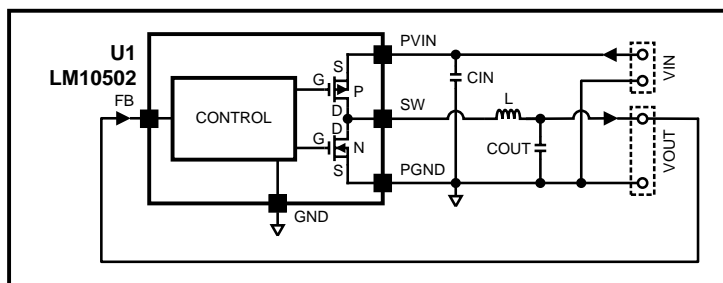 U1
LM10502
FB
CONTROL
G
S
P
D
G
D
N
S
PVIN
SW
PGND
GND
CIN
L
COUT
VIN
VOUT